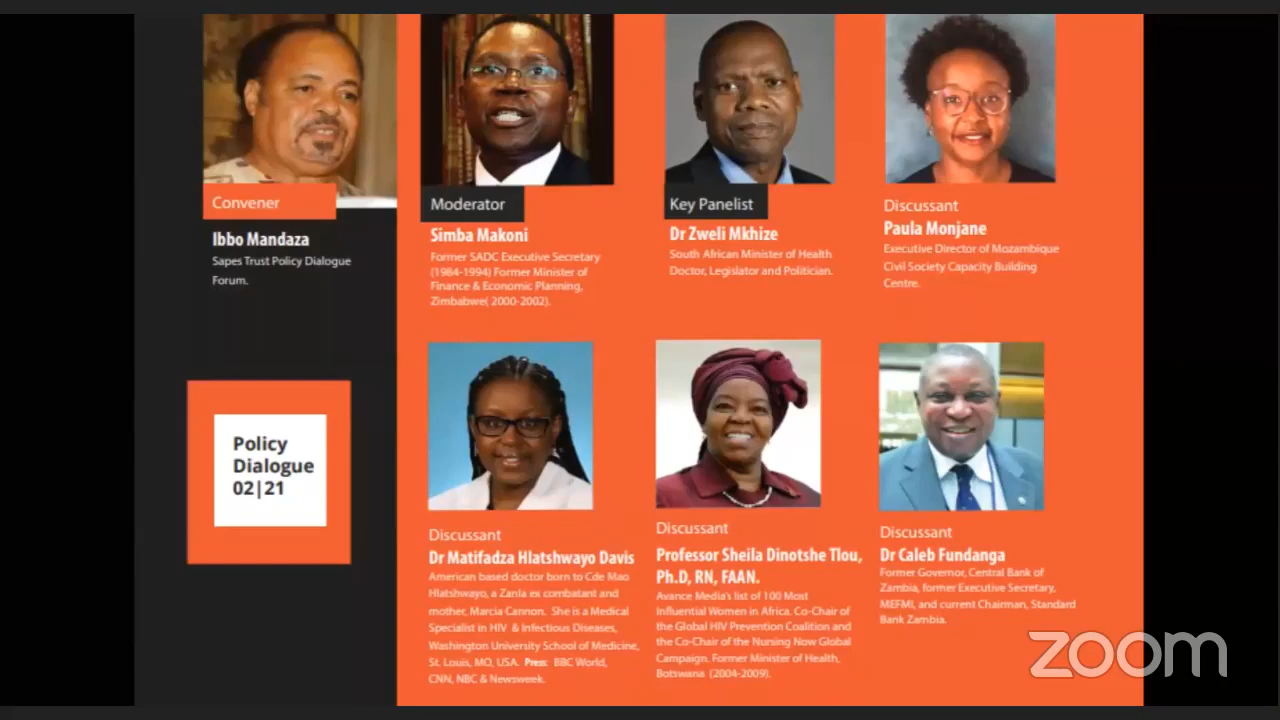 Convener
Ibbo Mandaza
Sapes Trust Policy Dialogue
Forum.
Moderator
Simba Makoni
Former SADC Executive Secretary
(1984-1994) Former Minister of
Finance & Economic Planning,
Zimbabwe( 2000-2002).
Key Panelist
Dr Zweli Mkhize
South African Minister of Health
Doctor, Legislator and Politician.
Discussant
Paula Monjane
Executive Director of Mozambique
Civil Society Capacity Building
Centre.
Policy
Dialogue
02|21
Discussant
Dr Matifadza Hlatshwayo Davis
American based doctor born to Cde Mao
Hlatshwayo, a Zanla ex combatant and
mother, Marcia Cannon. She is a Medical
Specialist in HIV & Infectious Diseases,
Washington University School of Medicine,
St. Louis, MO, USA. Press: BBC World,
CNN, NBC & Newsweek.
Discussant
Professor Sheila Dinotshe Tlou,
Ph.D, RN, FAAN.
Avance Media's list of 100 Most
Influential Women in Africa. Co-Chair of
the Global HIV Prevention Coalition and
the Co-Chair of the Nursing Now Global
Campaign. Former Minister of Health,
Botswana (2004-2009).
Discussant
Dr Caleb Fundanga
Former Governor, Central Bank of
Zambia, former Executive Secretary,
MEFMI, and current Chairman, Standard
Bank Zambia.
zoom